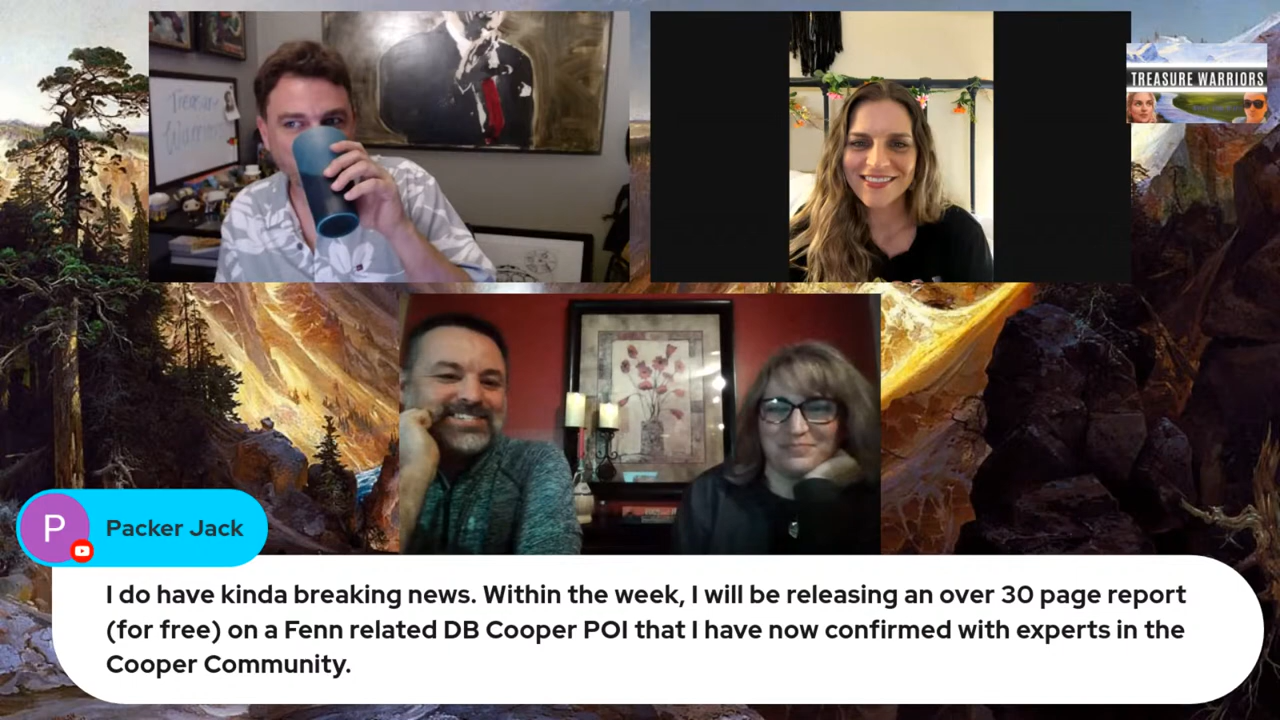 Treasure
Warriors
TREASURE WARRIORS
P
Packer Jack
I do have kinda breaking news. Within the week, I will be releasing an over 30 page report
(for free) on a Fenn related DB Cooper POI that I have now confirmed with experts in the
Cooper Community.